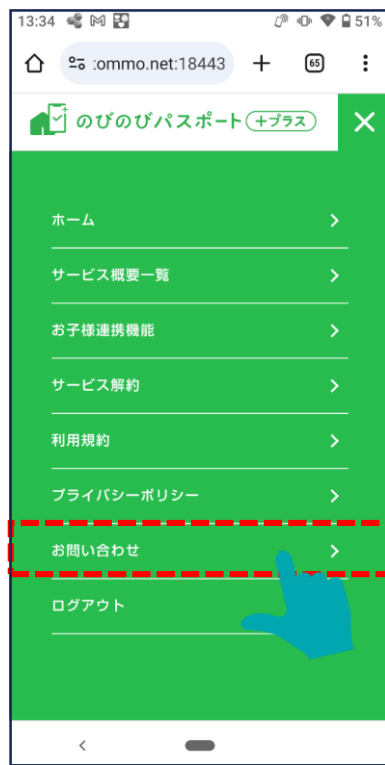 13:34 51%
:ommo.net:18443 65
のびのびパスポート +プラス
ホーム
サービス概要一覧
お子様連携機能
サービス解約
利用規約
プライバシーポリシー
お問い合わせ
ログアウト